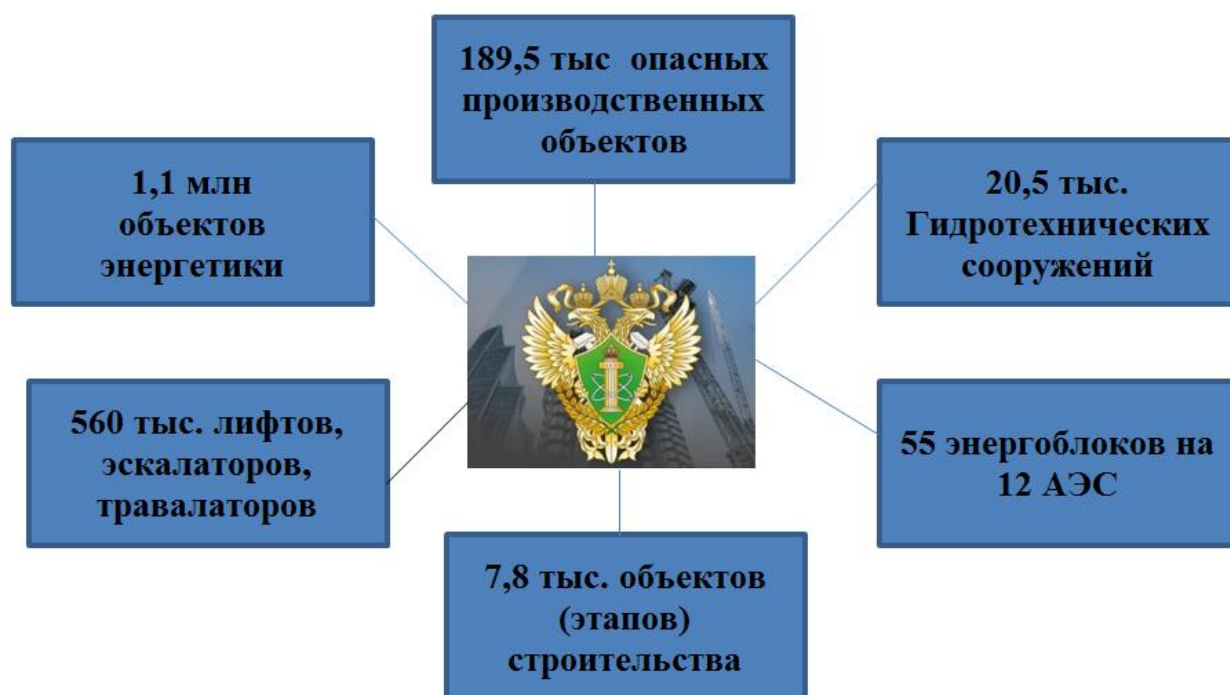 189,5 тыс опасных
производственных
объектов
1,1 млн
объектов
энергетики
20,5 тыс.
Гидротехнических
сооружений
560 тыс. лифтов,
эскалаторов,
травалаторов
55 энергоблоков на
12 АЭС
7,8 тыс. объектов
(этапов)
строительства